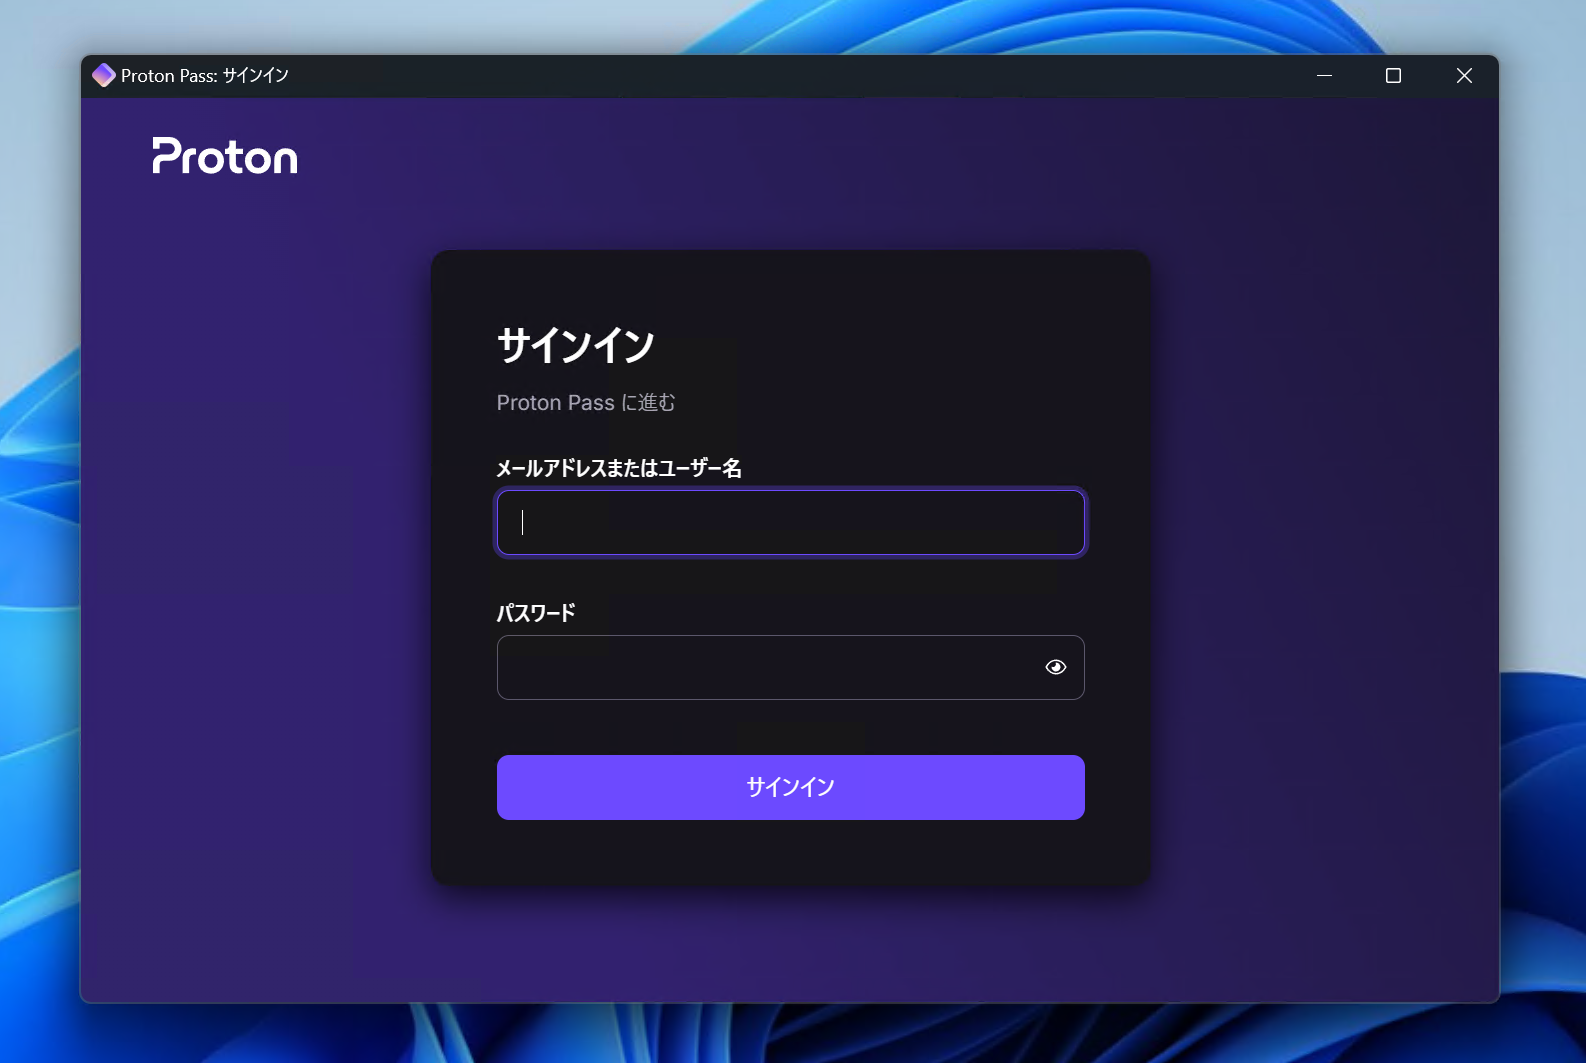 Proton Pass: サインイン
Proton
サインイン
Proton Pass に進む
メールアドレスまたはユーザー名
パスワード
サインイン